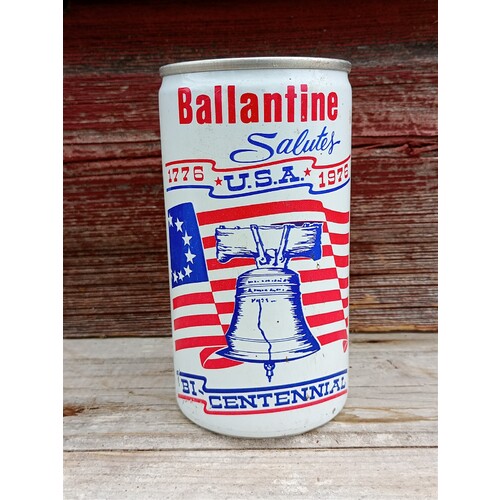 Ballantine
Salutes
1776 ★ U.S.A. ★ 1976
BI-
CENTENNIAL